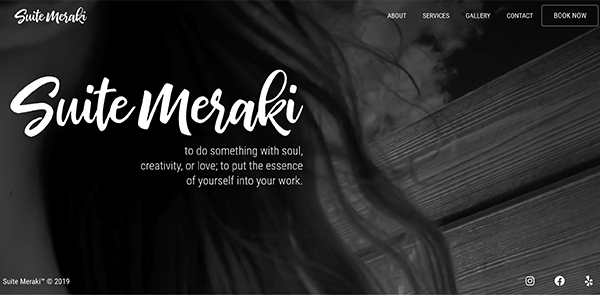 Suite Meraki
ABOUT
SERVICES
GALLERY
CONTACT
BOOK NOW
Suite Meraki
to do something with soul,
creativity, or love; to put the essence
of yourself into your work.
Suite Meraki™ © 2019